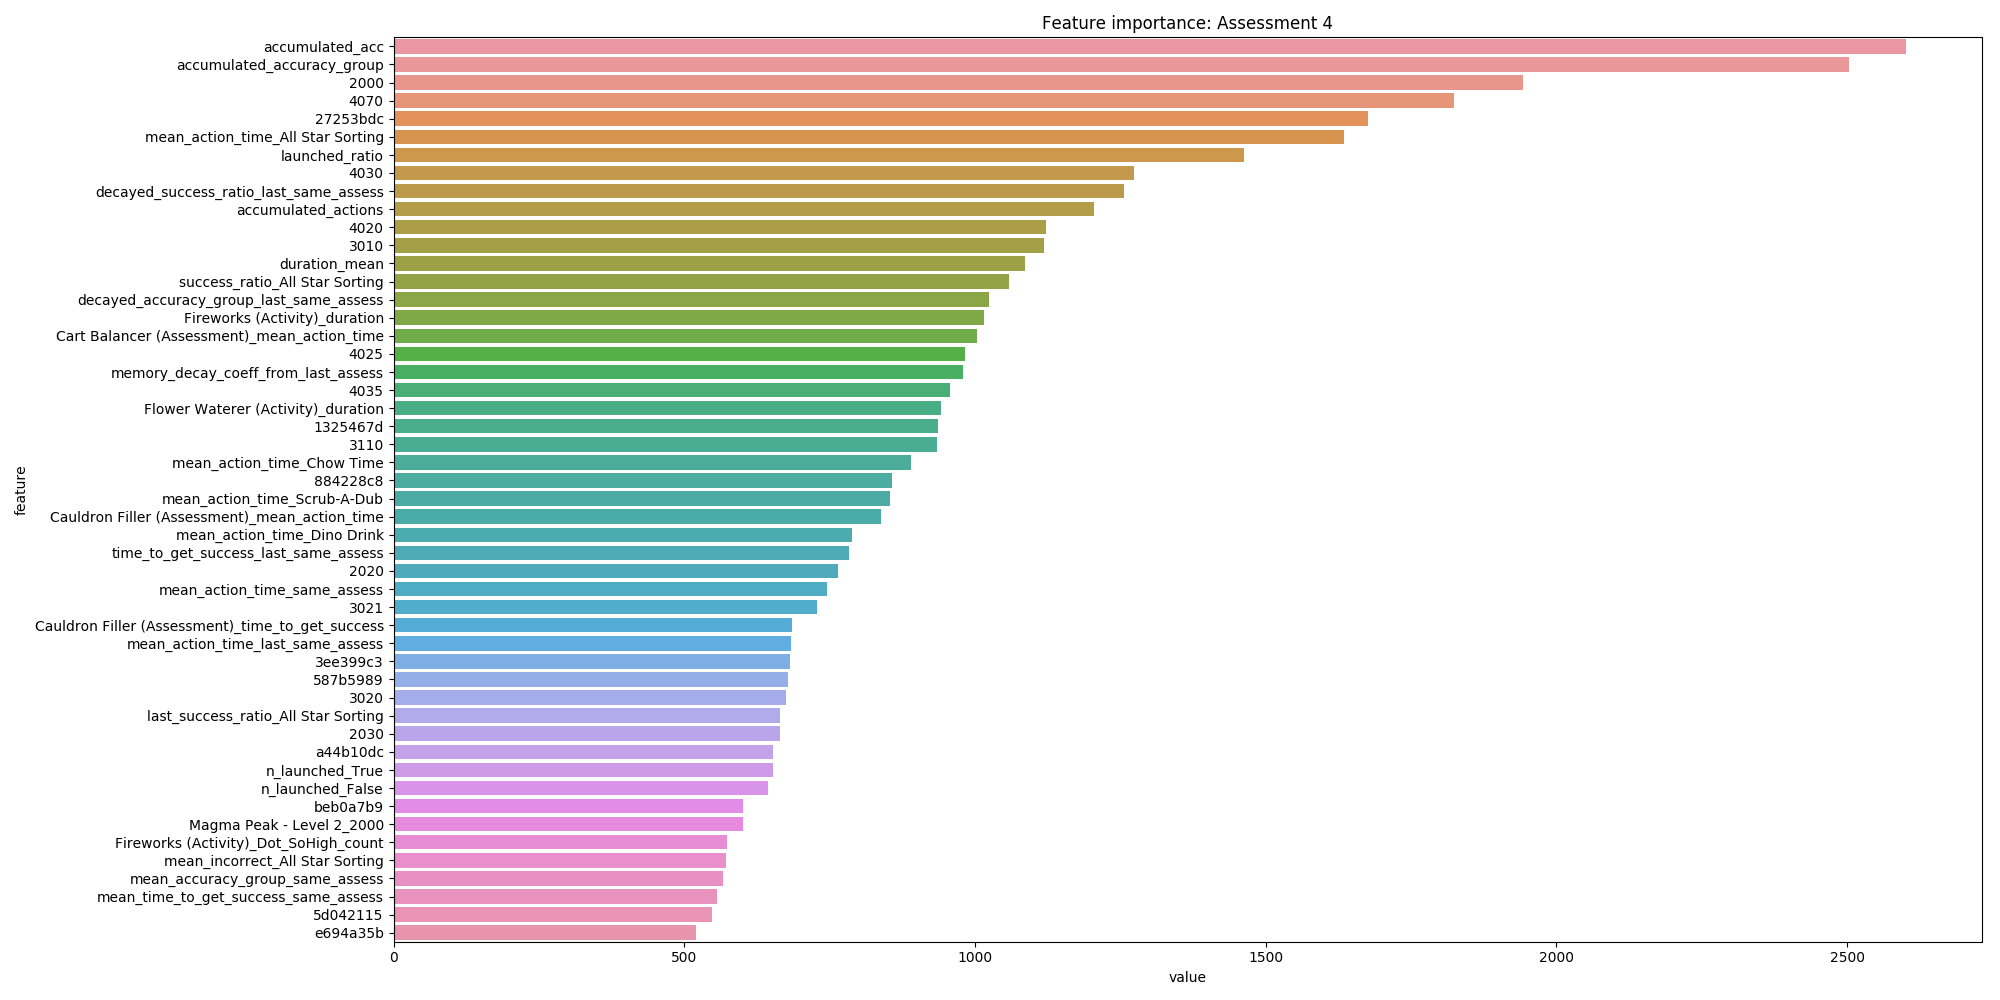 Feature importance: Assessment 4
accumulated_acc
accumulated_accuracy_group
2000
4070
27253bdc
mean_action_time_All Star Sorting
launched_ratio
4030
decayed_success_ratio_last_same_assess
accumulated_actions
4020
3010
duration_mean
success_ratio_All Star Sorting
decayed_accuracy_group_last_same_assess
Fireworks (Activity)_duration
Cart Balancer (Assessment)_mean_action_time
4025
memory_decay_coeff_from_last_assess
4035
Flower Waterer (Activity)_duration
1325467d
3110
mean_action_time_Chow Time
884228c8
mean_action_time_Scrub-A-Dub
Cauldron Filler (Assessment)_mean_action_time
mean_action_time_Dino Drink
time_to_get_success_last_same_assess
2020
mean_action_time_same_assess
3021
Cauldron Filler (Assessment)_time_to_get_success
mean_action_time_last_same_assess
3ee399c3
587b5989
3020
last_success_ratio_All Star Sorting
2030
a44b10dc
n_launched_True
n_launched_False
beb0a7b9
Magma Peak - Level 2_2000
Fireworks (Activity)_Dot_SoHigh_count
mean_incorrect_All Star Sorting
mean_accuracy_group_same_assess
mean_time_to_get_success_same_assess
5d042115
e694a35b
feature
0 500 1000 1500 2000 2500
value